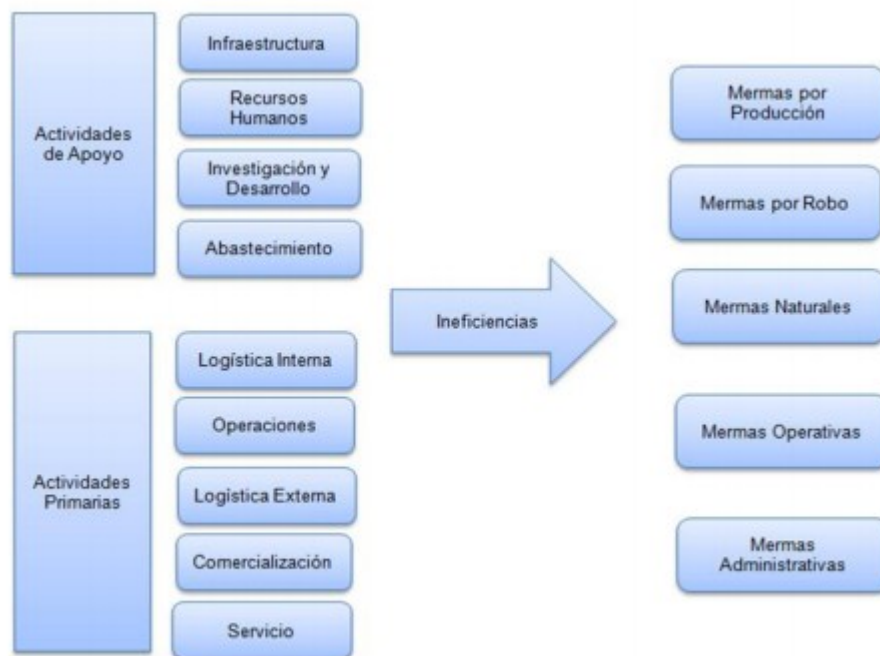 Actividades
de Apoyo
Infraestructura
Recursos
Humanos
Investigación y
Desarrollo
Abastecimiento
Actividades
Primarias
Logística Interna
Operaciones
Logística Externa
Comercialización
Servicio
Ineficiencias
Mermas por
Producción
Mermas por Robo
Mermas Naturales
Mermas Operativas
Mermas
Administrativas